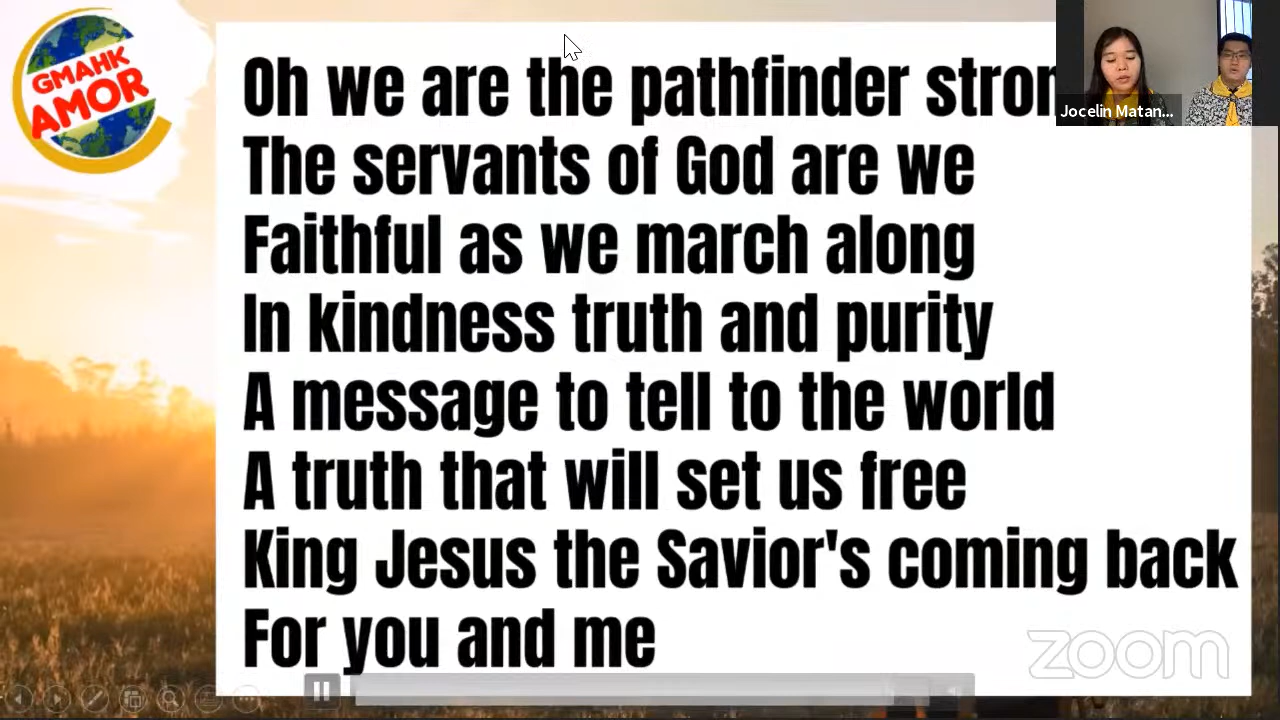 GMAHK
AMOR
Oh we are the pathfinder stron
The servants of God are we
Faithful as we march along
In kindness truth and purity
A message to tell to the world
A truth that will set us free
King Jesus the Savior's coming back
For you and me
Jocelin Matan...
zoom